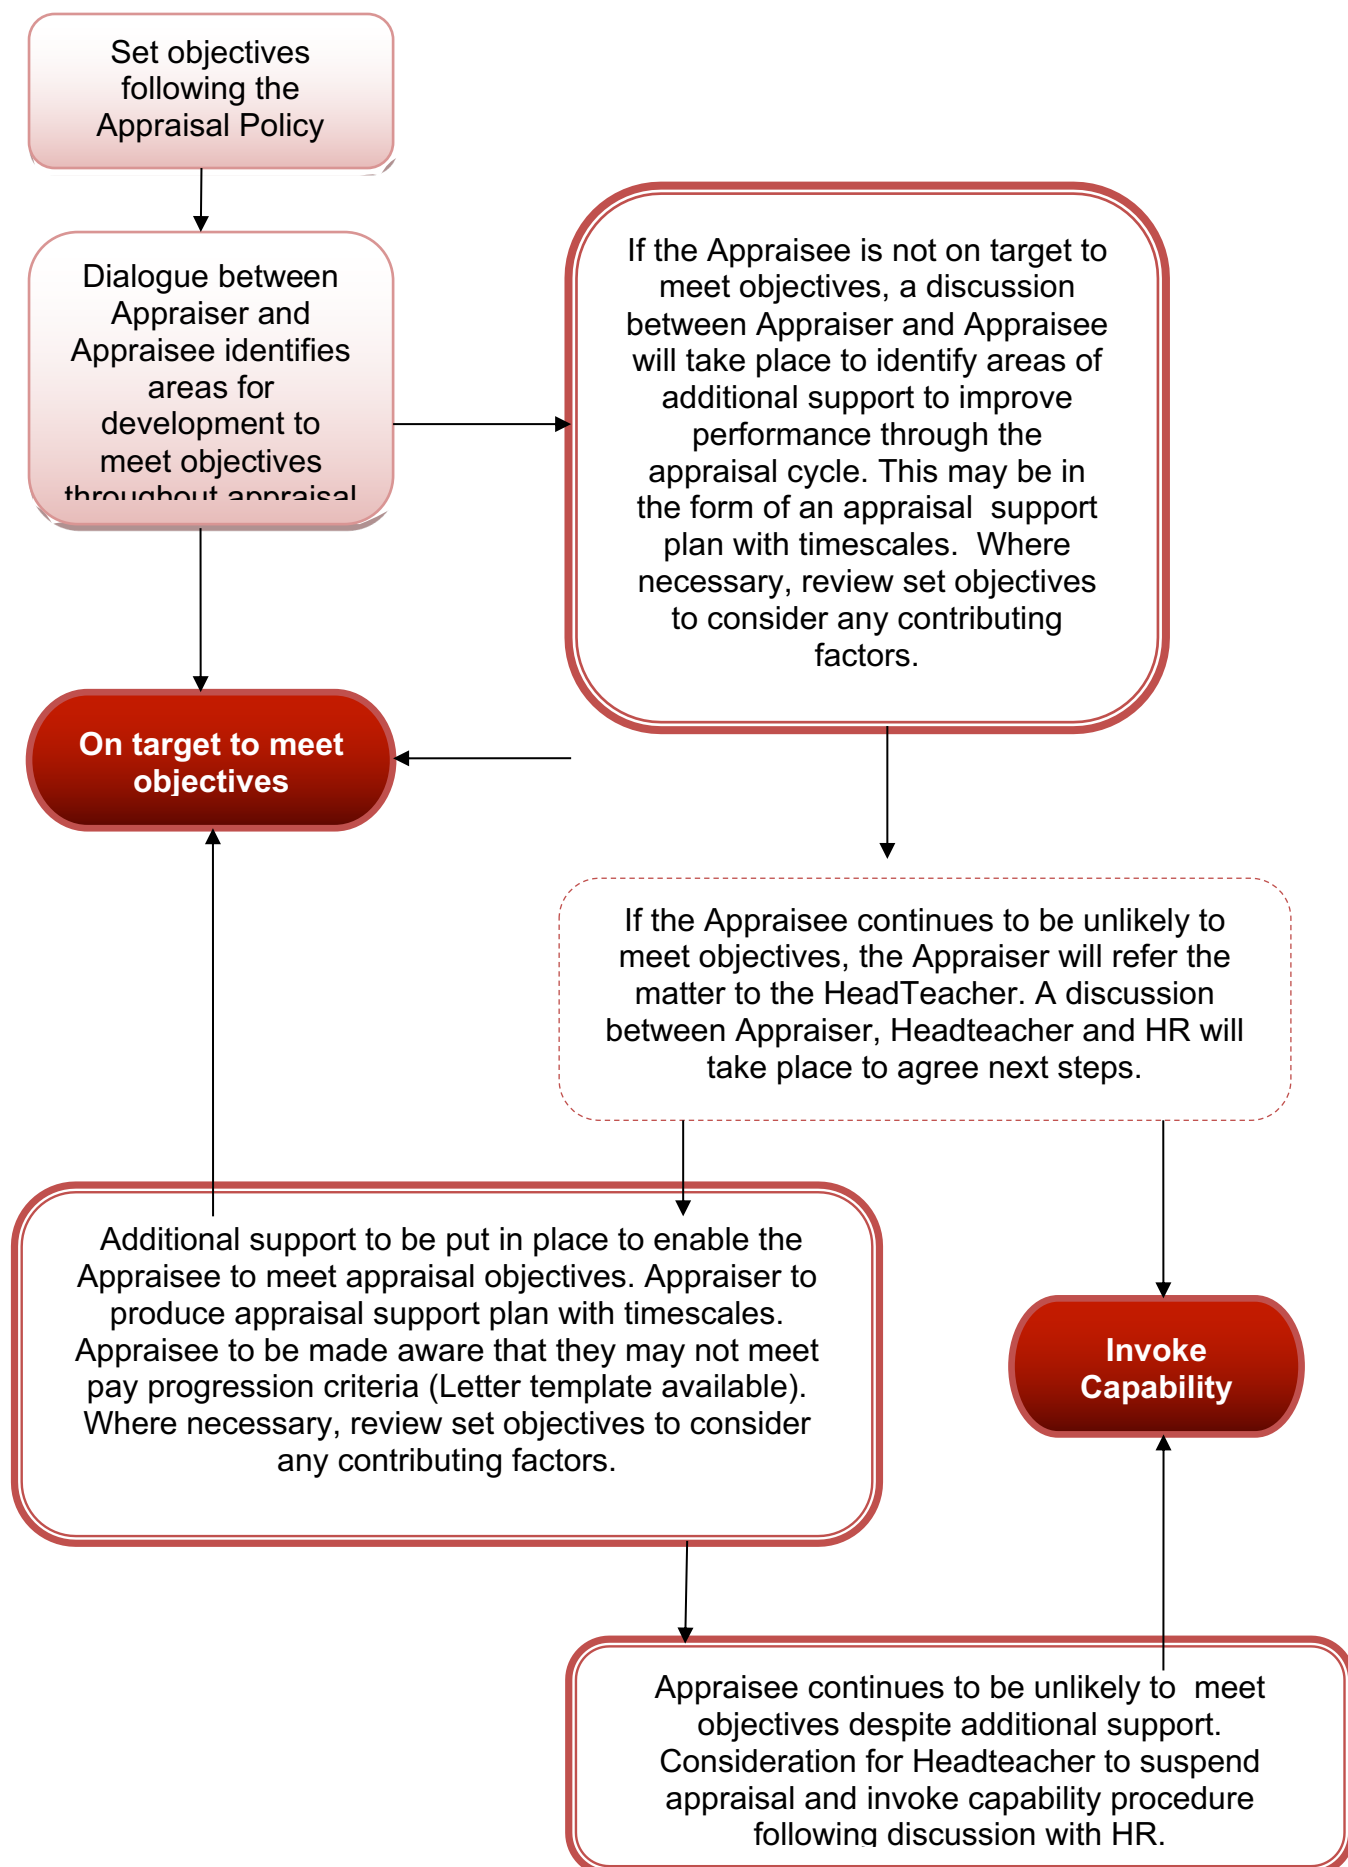 Set objectives
following the
Appraisal Policy
Dialogue between
Appraiser and
Appraisee identifies
areas for
development to
meet objectives
throughout appraisal
If the Appraisee is not on target to
meet objectives, a discussion
between Appraiser and Appraisee
will take place to identify areas of
additional support to improve
performance through the
appraisal cycle. This may be in
the form of an appraisal  support
plan with timescales.  Where
necessary, review set objectives
to consider any contributing
factors.
On target to meet
objectives
If the Appraisee continues to be unlikely to
meet objectives, the Appraiser will refer the
matter to the HeadTeacher. A discussion
between Appraiser, Headteacher and HR will
take place to agree next steps.
Additional support to be put in place to enable the
Appraisee to meet appraisal objectives. Appraiser to
produce appraisal support plan with timescales.
Appraisee to be made aware that they may not meet
pay progression criteria (Letter template available).
Where necessary, review set objectives to consider
any contributing factors.
Invoke
Capability
Appraisee continues to be unlikely to  meet
objectives despite additional support.
Consideration for Headteacher to suspend
appraisal and invoke capability procedure
following discussion with HR.